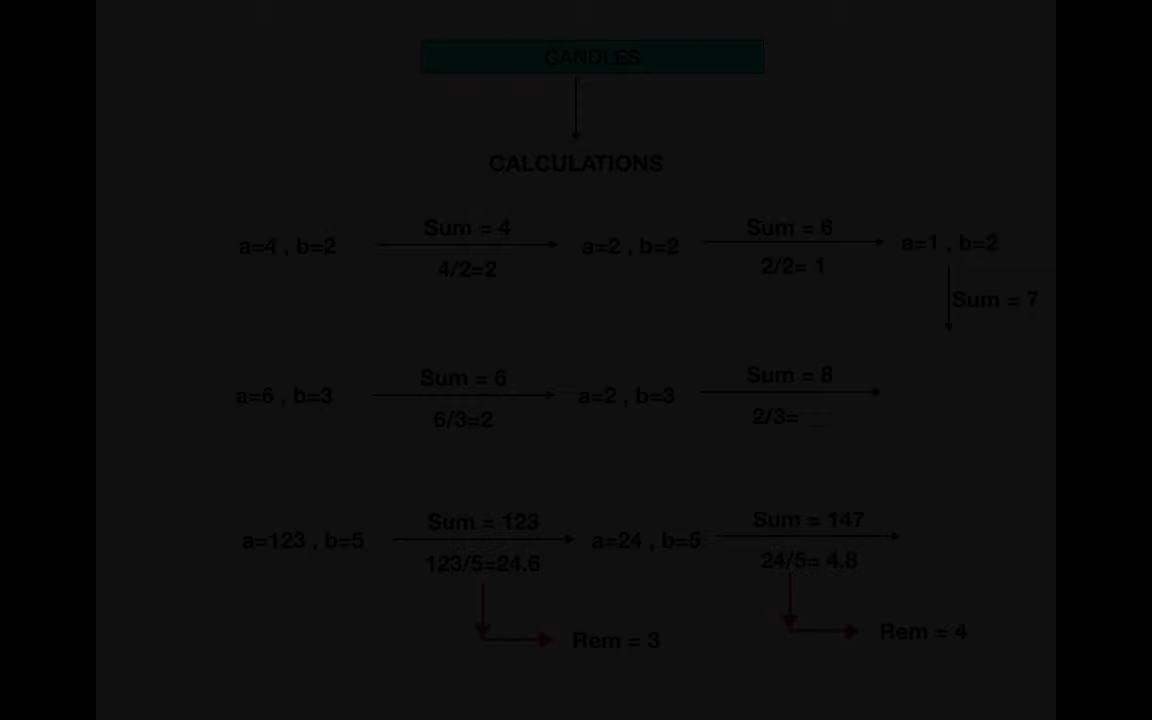 CANDLES
CALCULATIONS
a=4 , b=2
Sum = 4
4/2=2
a=2 , b=2
Sum = 6
2/2= 1
a=1 , b=2
Sum = 7
a=6 , b=3
Sum = 6
6/3=2
a=2 , b=3
Sum = 8
2/3=
a=123 , b=5
Sum = 123
123/5=24.6
a=24 , b=5
Sum = 147
24/5= 4.8
Rem = 3
Rem = 4